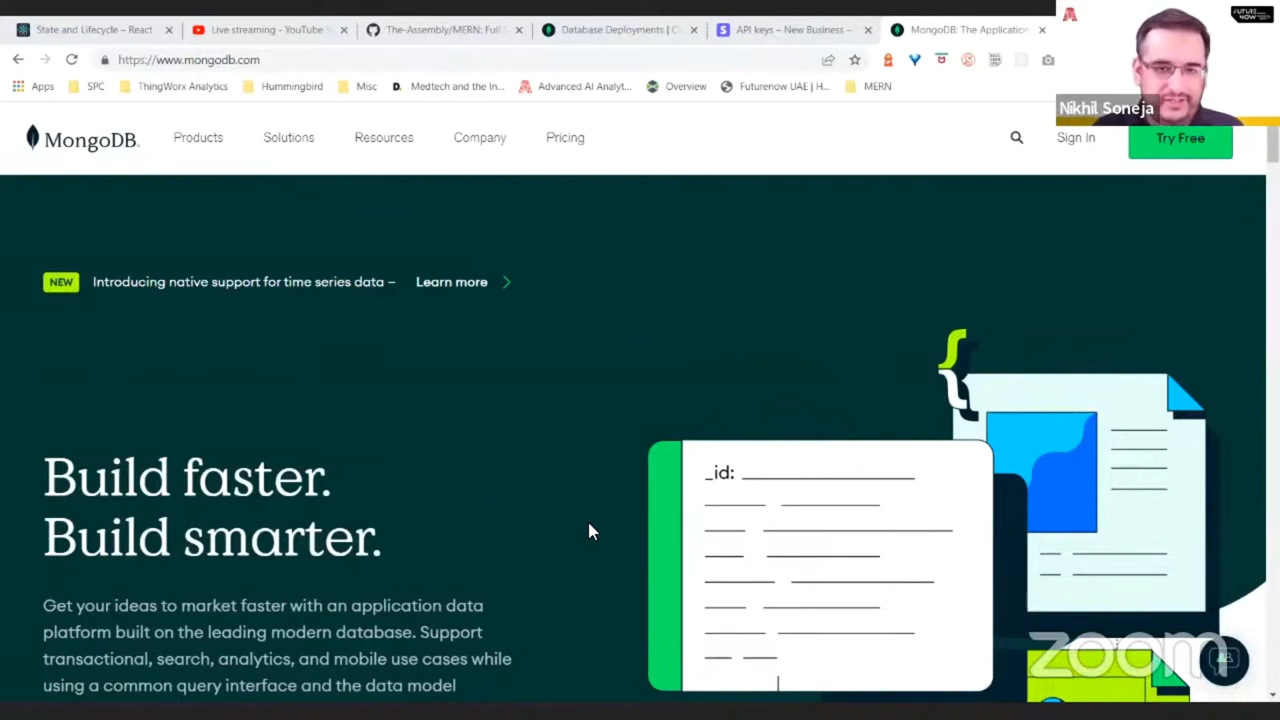 State and Lifecycle – React
Live streaming - YouTube S
The-Assembly/MERN: Full
Database Deployments | C
API keys – New Business –
MongoDB: The Application
https://www.mongodb.com
Apps
SPC
ThingWorx Analytics
Hummingbird
Misc
D.
Medtech and the In...
Advanced AI Analyt...
Overview
Futurenow UAE | H...
MERN
FUTURE
NOW
Nikhil Soneja
MongoDB.
Products
Solutions
Resources
Company
Pricing
Sign In
Try Free
NEW
Introducing native support for time series data –
Learn more
Build faster.
Build smarter.
Get your ideas to market faster with an application data
platform built on the leading modern database. Support
transactional, search, analytics, and mobile use cases while
using a common query interface and the data model
_id:
zoom